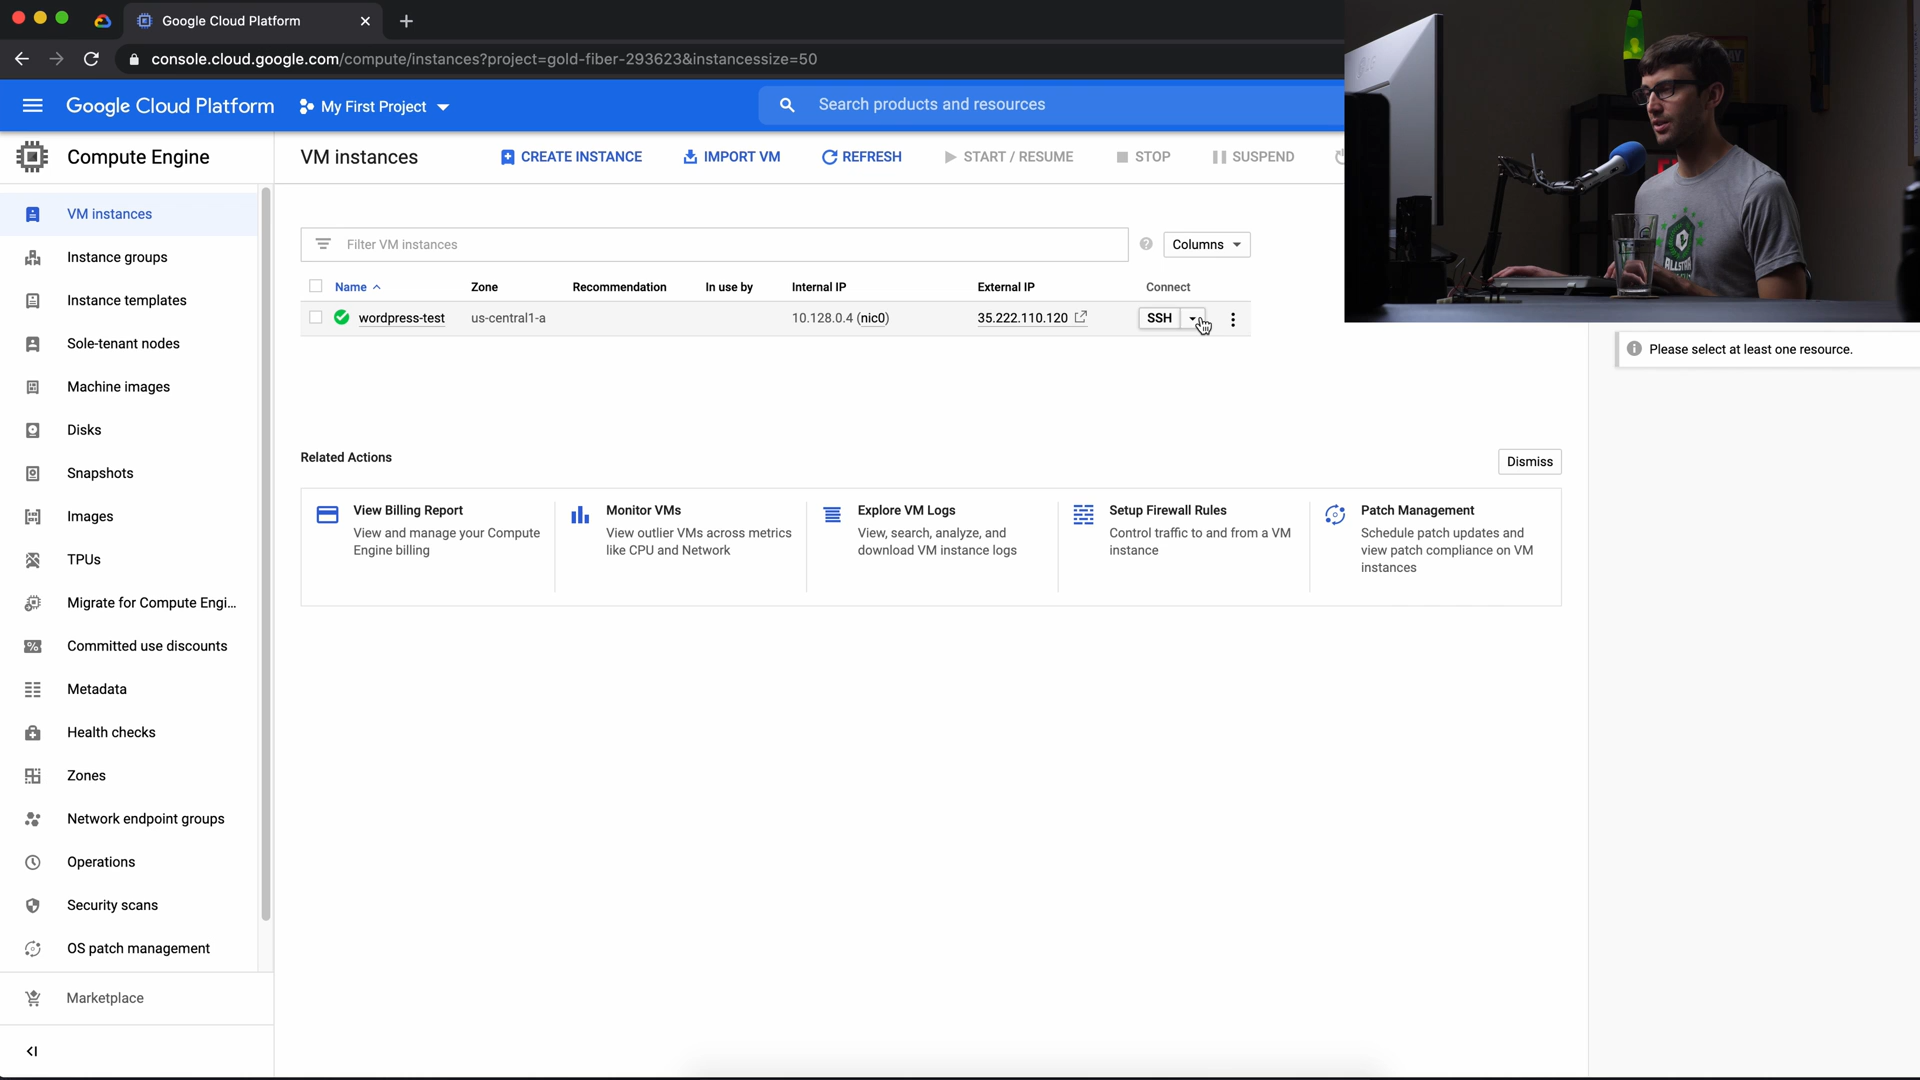 Google Cloud Platform
console.cloud.google.com/compute/instances?project=gold-fiber-293623&instancessize=50
Google Cloud Platform
My First Project
Search products and resources
Compute Engine
VM instances
CREATE INSTANCE
IMPORT VM
REFRESH
START / RESUME
STOP
SUSPEND
VM instances
Instance groups
Instance templates
Sole-tenant nodes
Machine images
Disks
Snapshots
Images
TPUs
Migrate for Compute Engi...
Committed use discounts
Metadata
Health checks
Zones
Network endpoint groups
Operations
Security scans
OS patch management
Marketplace
Filter VM instances
Columns
Name
Zone
Recommendation
In use by
Internal IP
External IP
Connect
wordpress-test
us-central1-a
10.128.0.4 (nic0)
35.222.110.120
SSH
Please select at least one resource.
Related Actions
Dismiss
View Billing Report
View and manage your Compute
Engine billing
Monitor VMs
View outlier VMs across metrics
like CPU and Network
Explore VM Logs
View, search, analyze, and
download VM instance logs
Setup Firewall Rules
Control traffic to and from a VM
instance
Patch Management
Schedule patch updates and
view patch compliance on VM
instances
ALLSTAR